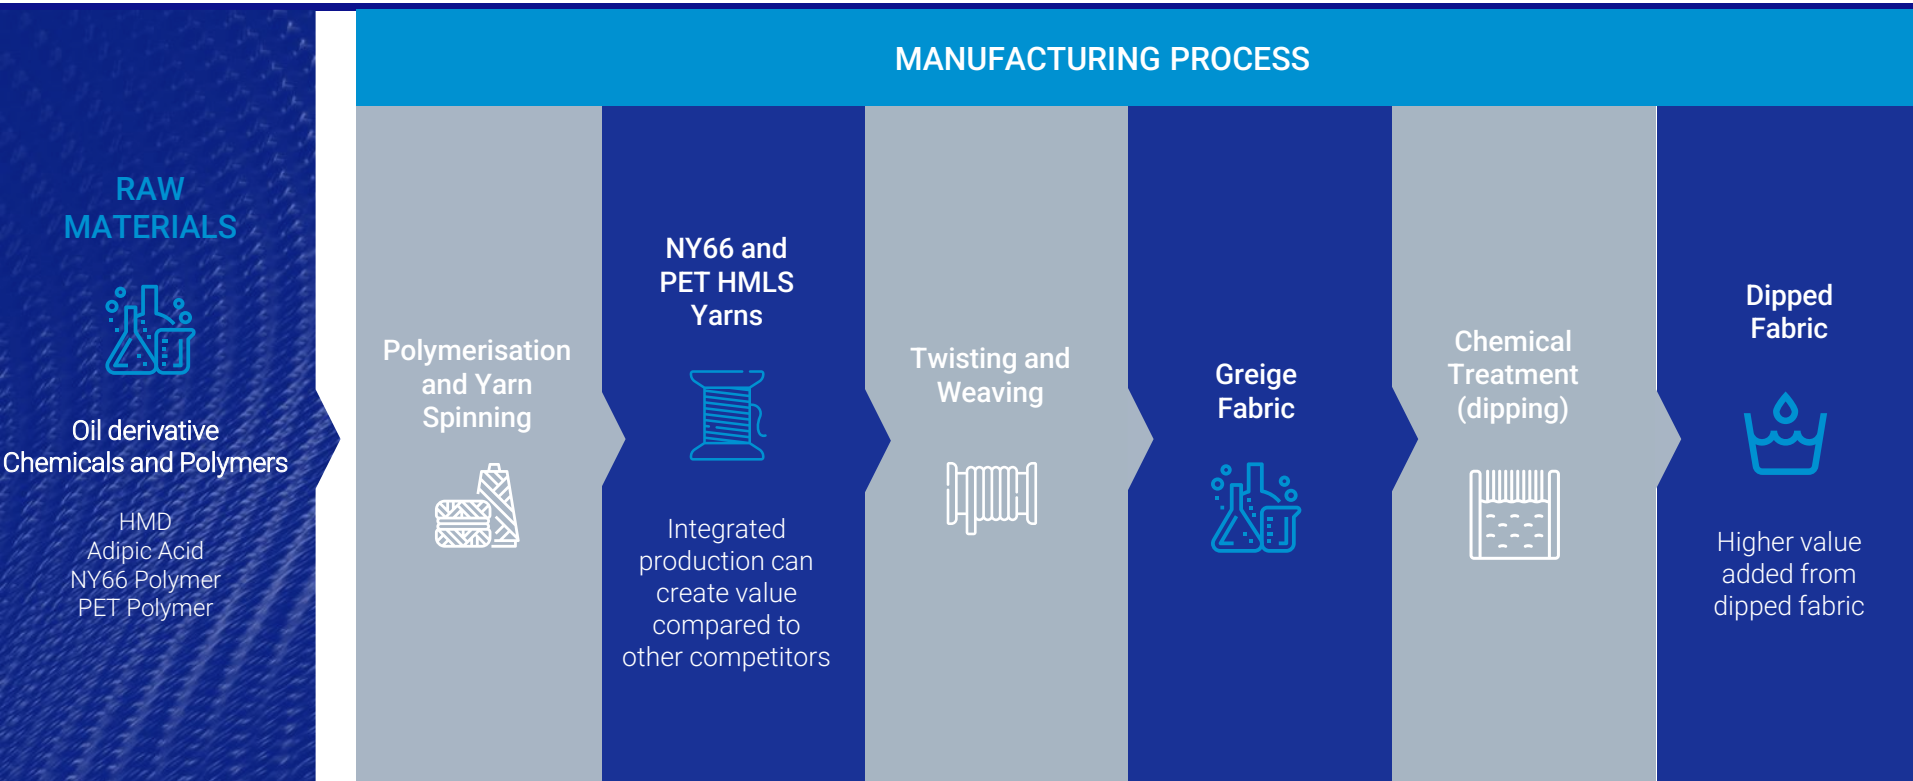 MANUFACTURING PROCESS
RAW
MATERIALS
Oil derivative
Chemicals and Polymers
HMD
Adipic Acid
NY66 Polymer
PET Polymer
Polymerisation
and Yarn
Spinning
NY66 and
PET HMLS
Yarns
Integrated
production can
create value
compared to
other competitors
Twisting and
Weaving
Greige
Fabric
Chemical
Treatment
(dipping)
Dipped
Fabric
Higher value
added from
dipped fabric